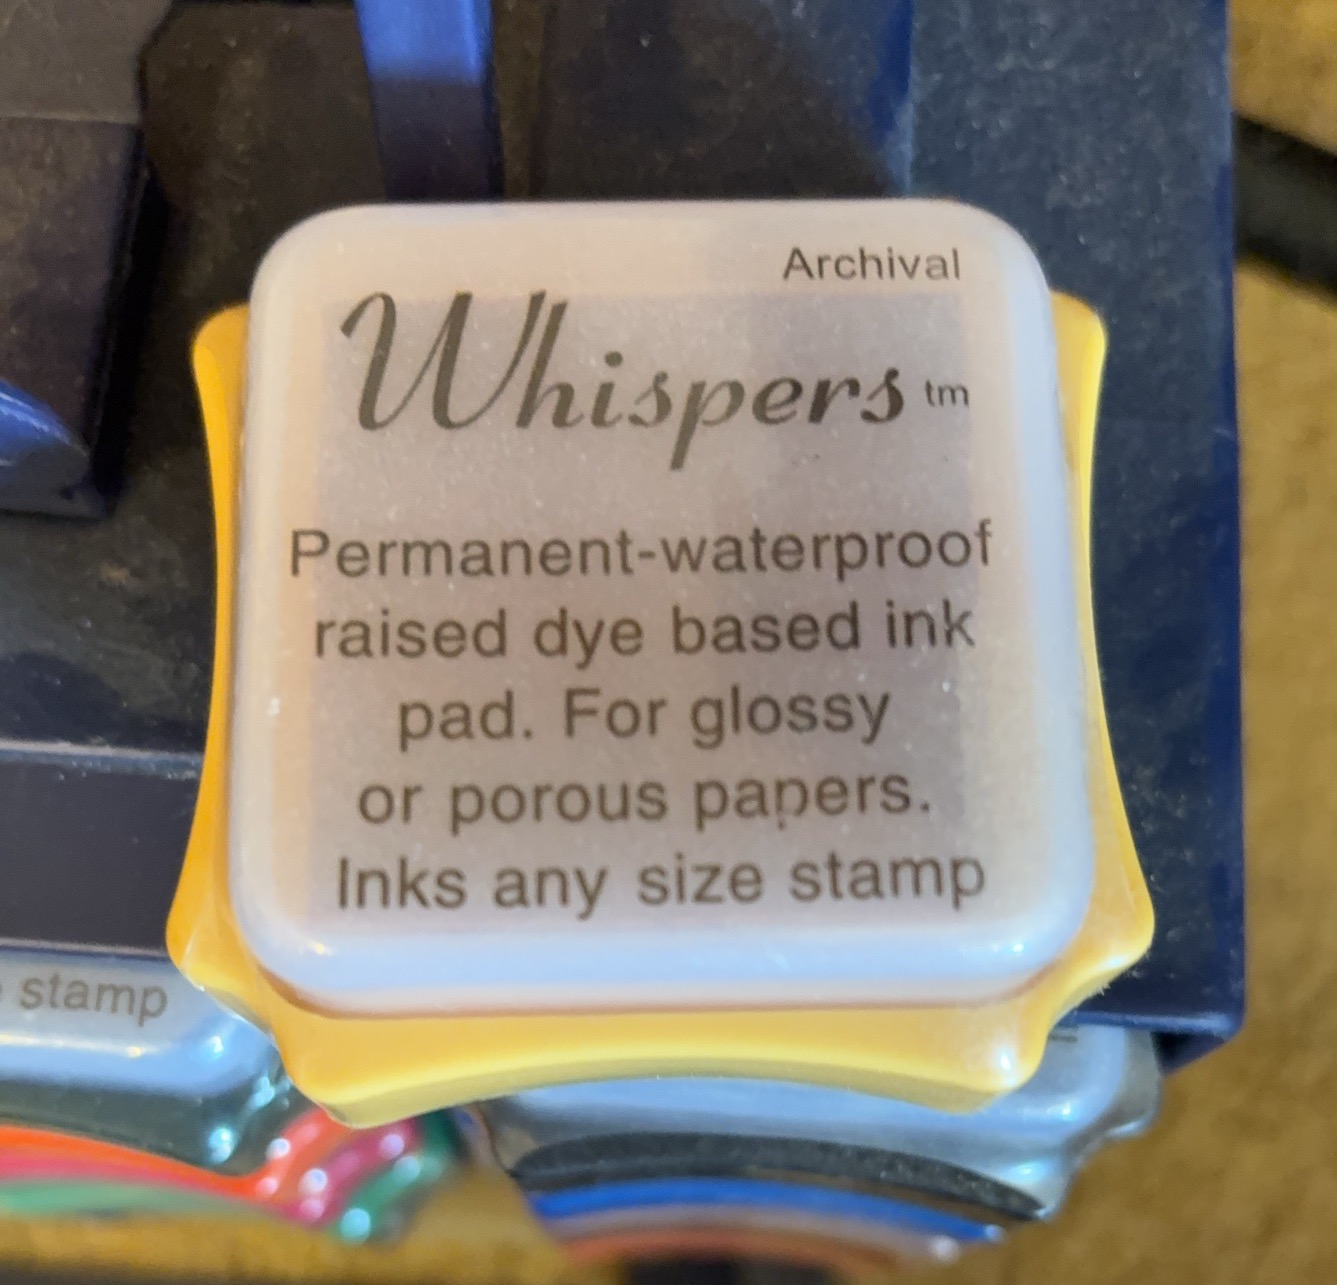 Archival
Whispers tm
Permanent-waterproof
raised dye based ink
pad. For glossy
or porous papers.
Inks any size stamp
stamp